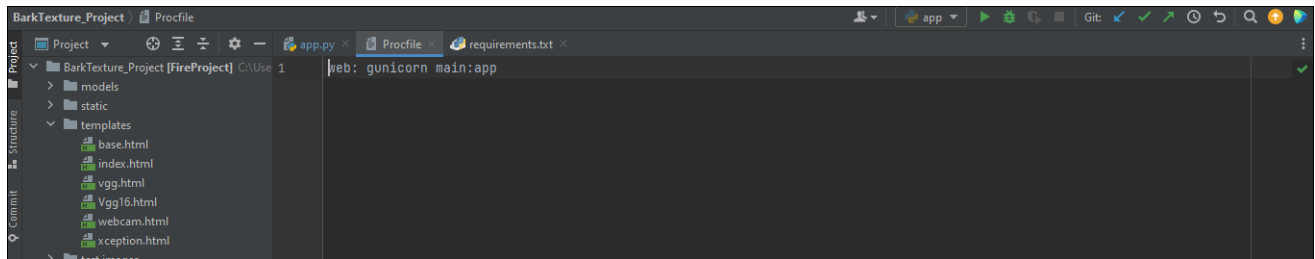 BarkTexture_Project Procfile
app
Git:
Project
app.py
Procfile
requirements.txt
Project
BarkTexture_Project [FireProject] C:\Use
1
web: gunicorn main:app
models
static
templates
base.html
index.html
vgg.html
Vgg16.html
webcam.html
xception.html
Structure
Commit